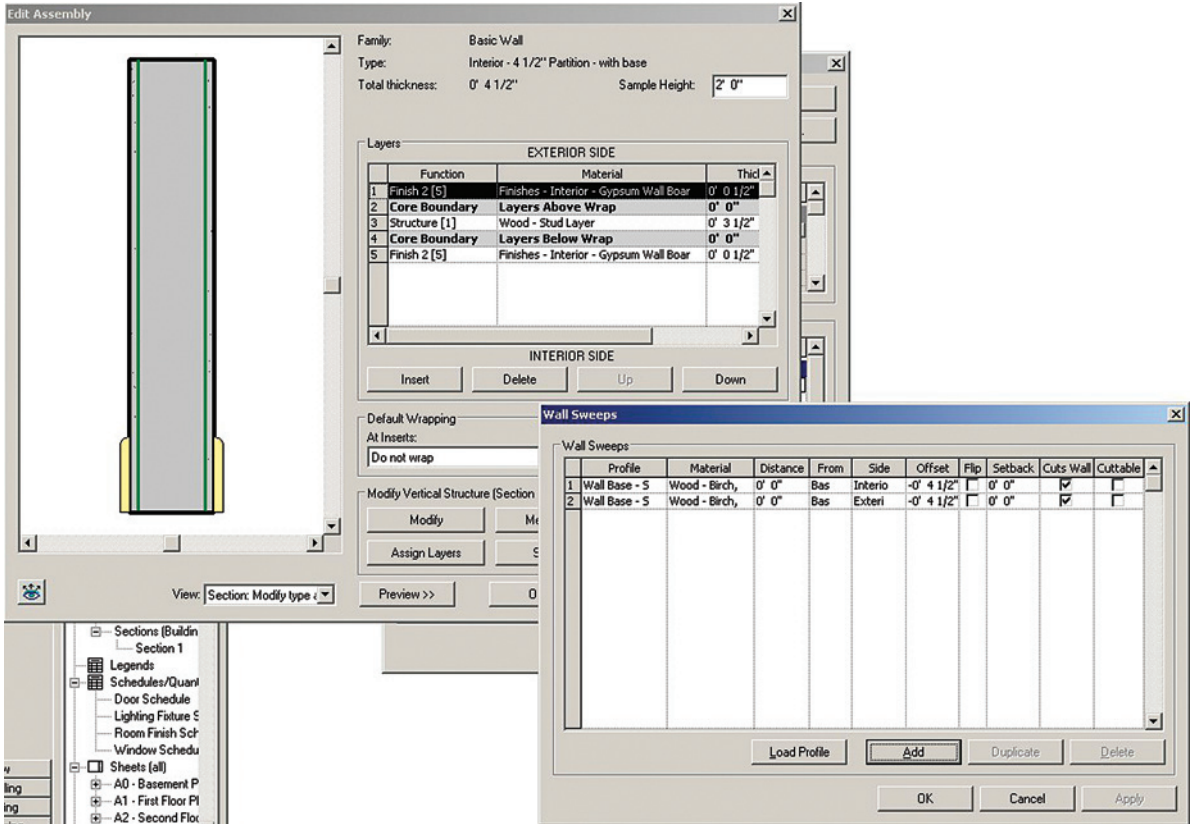 Edit Assembly
Family: Basic Wall
Type: Interior - 4 1/2" Partition - with base
Total thickness: 0' 4 1/2" Sample Height: 2' 0"
Layers
EXTERIOR SIDE
Function Material Thicl
1 Finish 2 [5] Finishes - Interior - Gypsum Wall Boar 0' 0 1/2"
2 Core Boundary Layers Above Wrap 0' 0"
3 Structure [1] Wood - Stud Layer 0' 3 1/2"
4 Core Boundary Layers Below Wrap 0' 0"
5 Finish 2 [5] Finishes - Interior - Gypsum Wall Boar 0' 0 1/2"
INTERIOR SIDE
Insert Delete Up Down
Default Wrapping
At Inserts:
Do not wrap
Modify Vertical Structure (Section
Modify Me
Assign Layers S
View: Section: Modify type a Preview >> O
Wall Sweeps
Wall Sweeps
Profile Material Distance From Side Offset Flip Setback Cuts Wall Cuttable
1 Wall Base - S Wood - Birch, 0' 0" Bas Interio -0' 4 1/2" 0' 0"
2 Wall Base - S Wood - Birch, 0' 0" Bas Exteri -0' 4 1/2" 0' 0"
Load Profile Add Duplicate Delete
OK Cancel Apply
Sections (Buildin
Section 1
Legends
Schedules/Quan
Door Schedule
Lighting Fixture S
Room Finish Sch
Window Schedu
Sheets (all)
A0 - Basement P
A1 - First Floor Pl
A2 - Second Floo
w
ling
ing